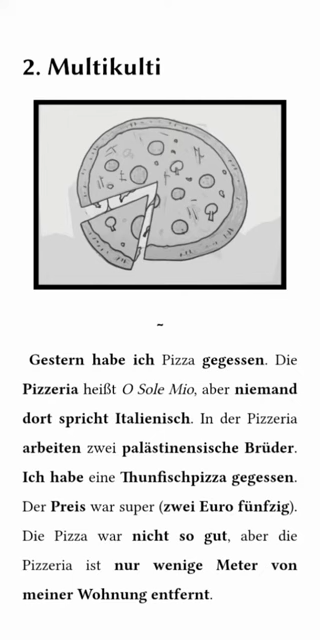 2. Multikulti
~
Gestern habe ich Pizza gegessen. Die
Pizzeria heißt O Sole Mio, aber niemand
dort spricht Italienisch. In der Pizzeria
arbeiten zwei palästinensische Brüder.
Ich habe eine Thunfischpizza gegessen.
Der Preis war super (zwei Euro fünfzig).
Die Pizza war nicht so gut, aber die
Pizzeria ist nur wenige Meter von
meiner Wohnung entfernt.